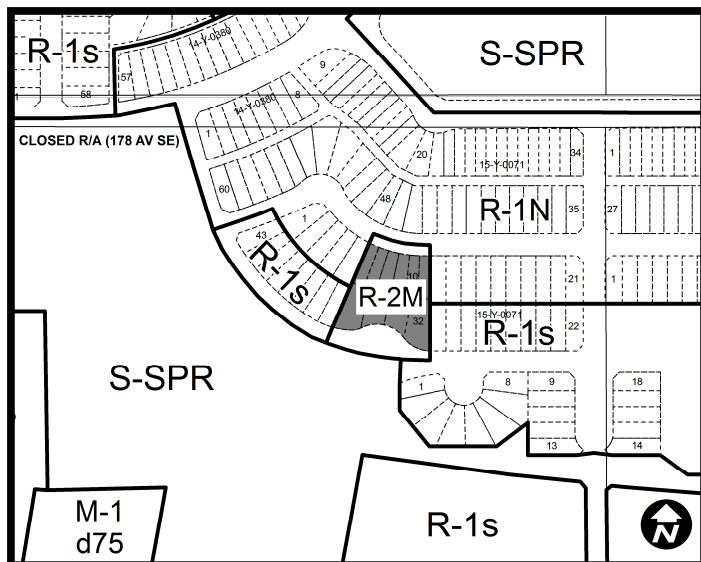 14-Y-0380
R-1s
S-SPR
57
9
58
14-Y-0380
8
1
CLOSED R/A (178 AV SE)
20
15-Y-0071
34
1
60
48
R-1N
35
27
43
1
R-1s
10
21
1
R-2M
32
15-Y-0071
R-1s
22
S-SPR
1
8
9
18
13
14
M-1
d75
R-1s
N